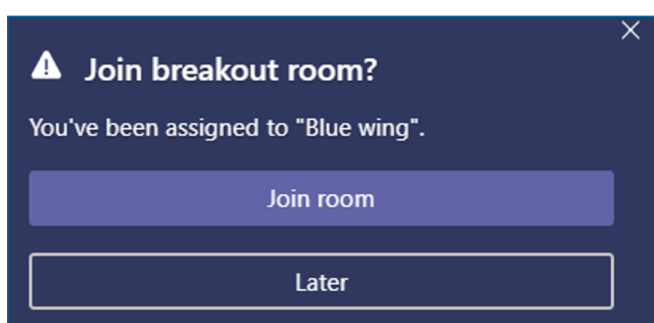 Join breakout room?
You've been assigned to "Blue wing".
Join room
Later